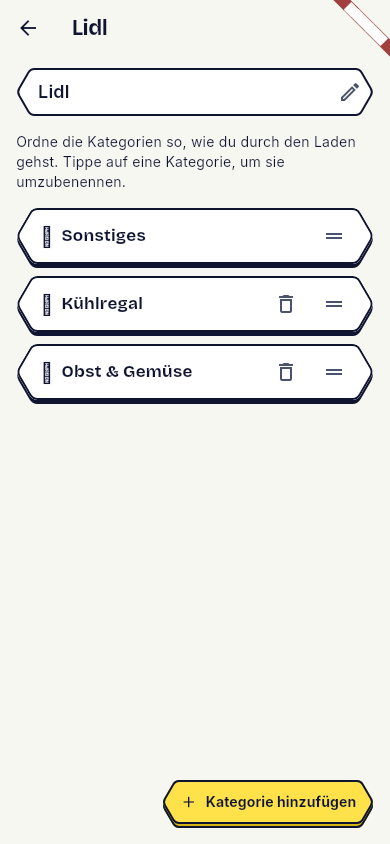 Lidl
Lidl
Ordne die Kategorien so, wie du durch den Laden
gehst. Tippe auf eine Kategorie, um sie
umzubenennen.
Sonstiges
Kühlregal
Obst & Gemüse
+ Kategorie hinzufügen